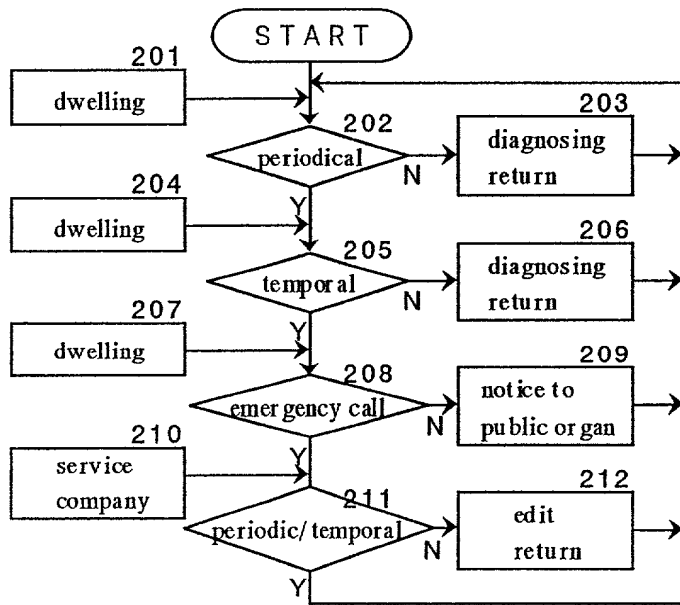 START
201
dwelling
202
periodical
N
Y
203
diagnosing
return
204
dwelling
205
temporal
N
Y
206
diagnosing
return
207
dwelling
208
emergency call
N
Y
209
notice to
public organ
210
service
company
211
periodic/temporal
N
Y
212
edit
return